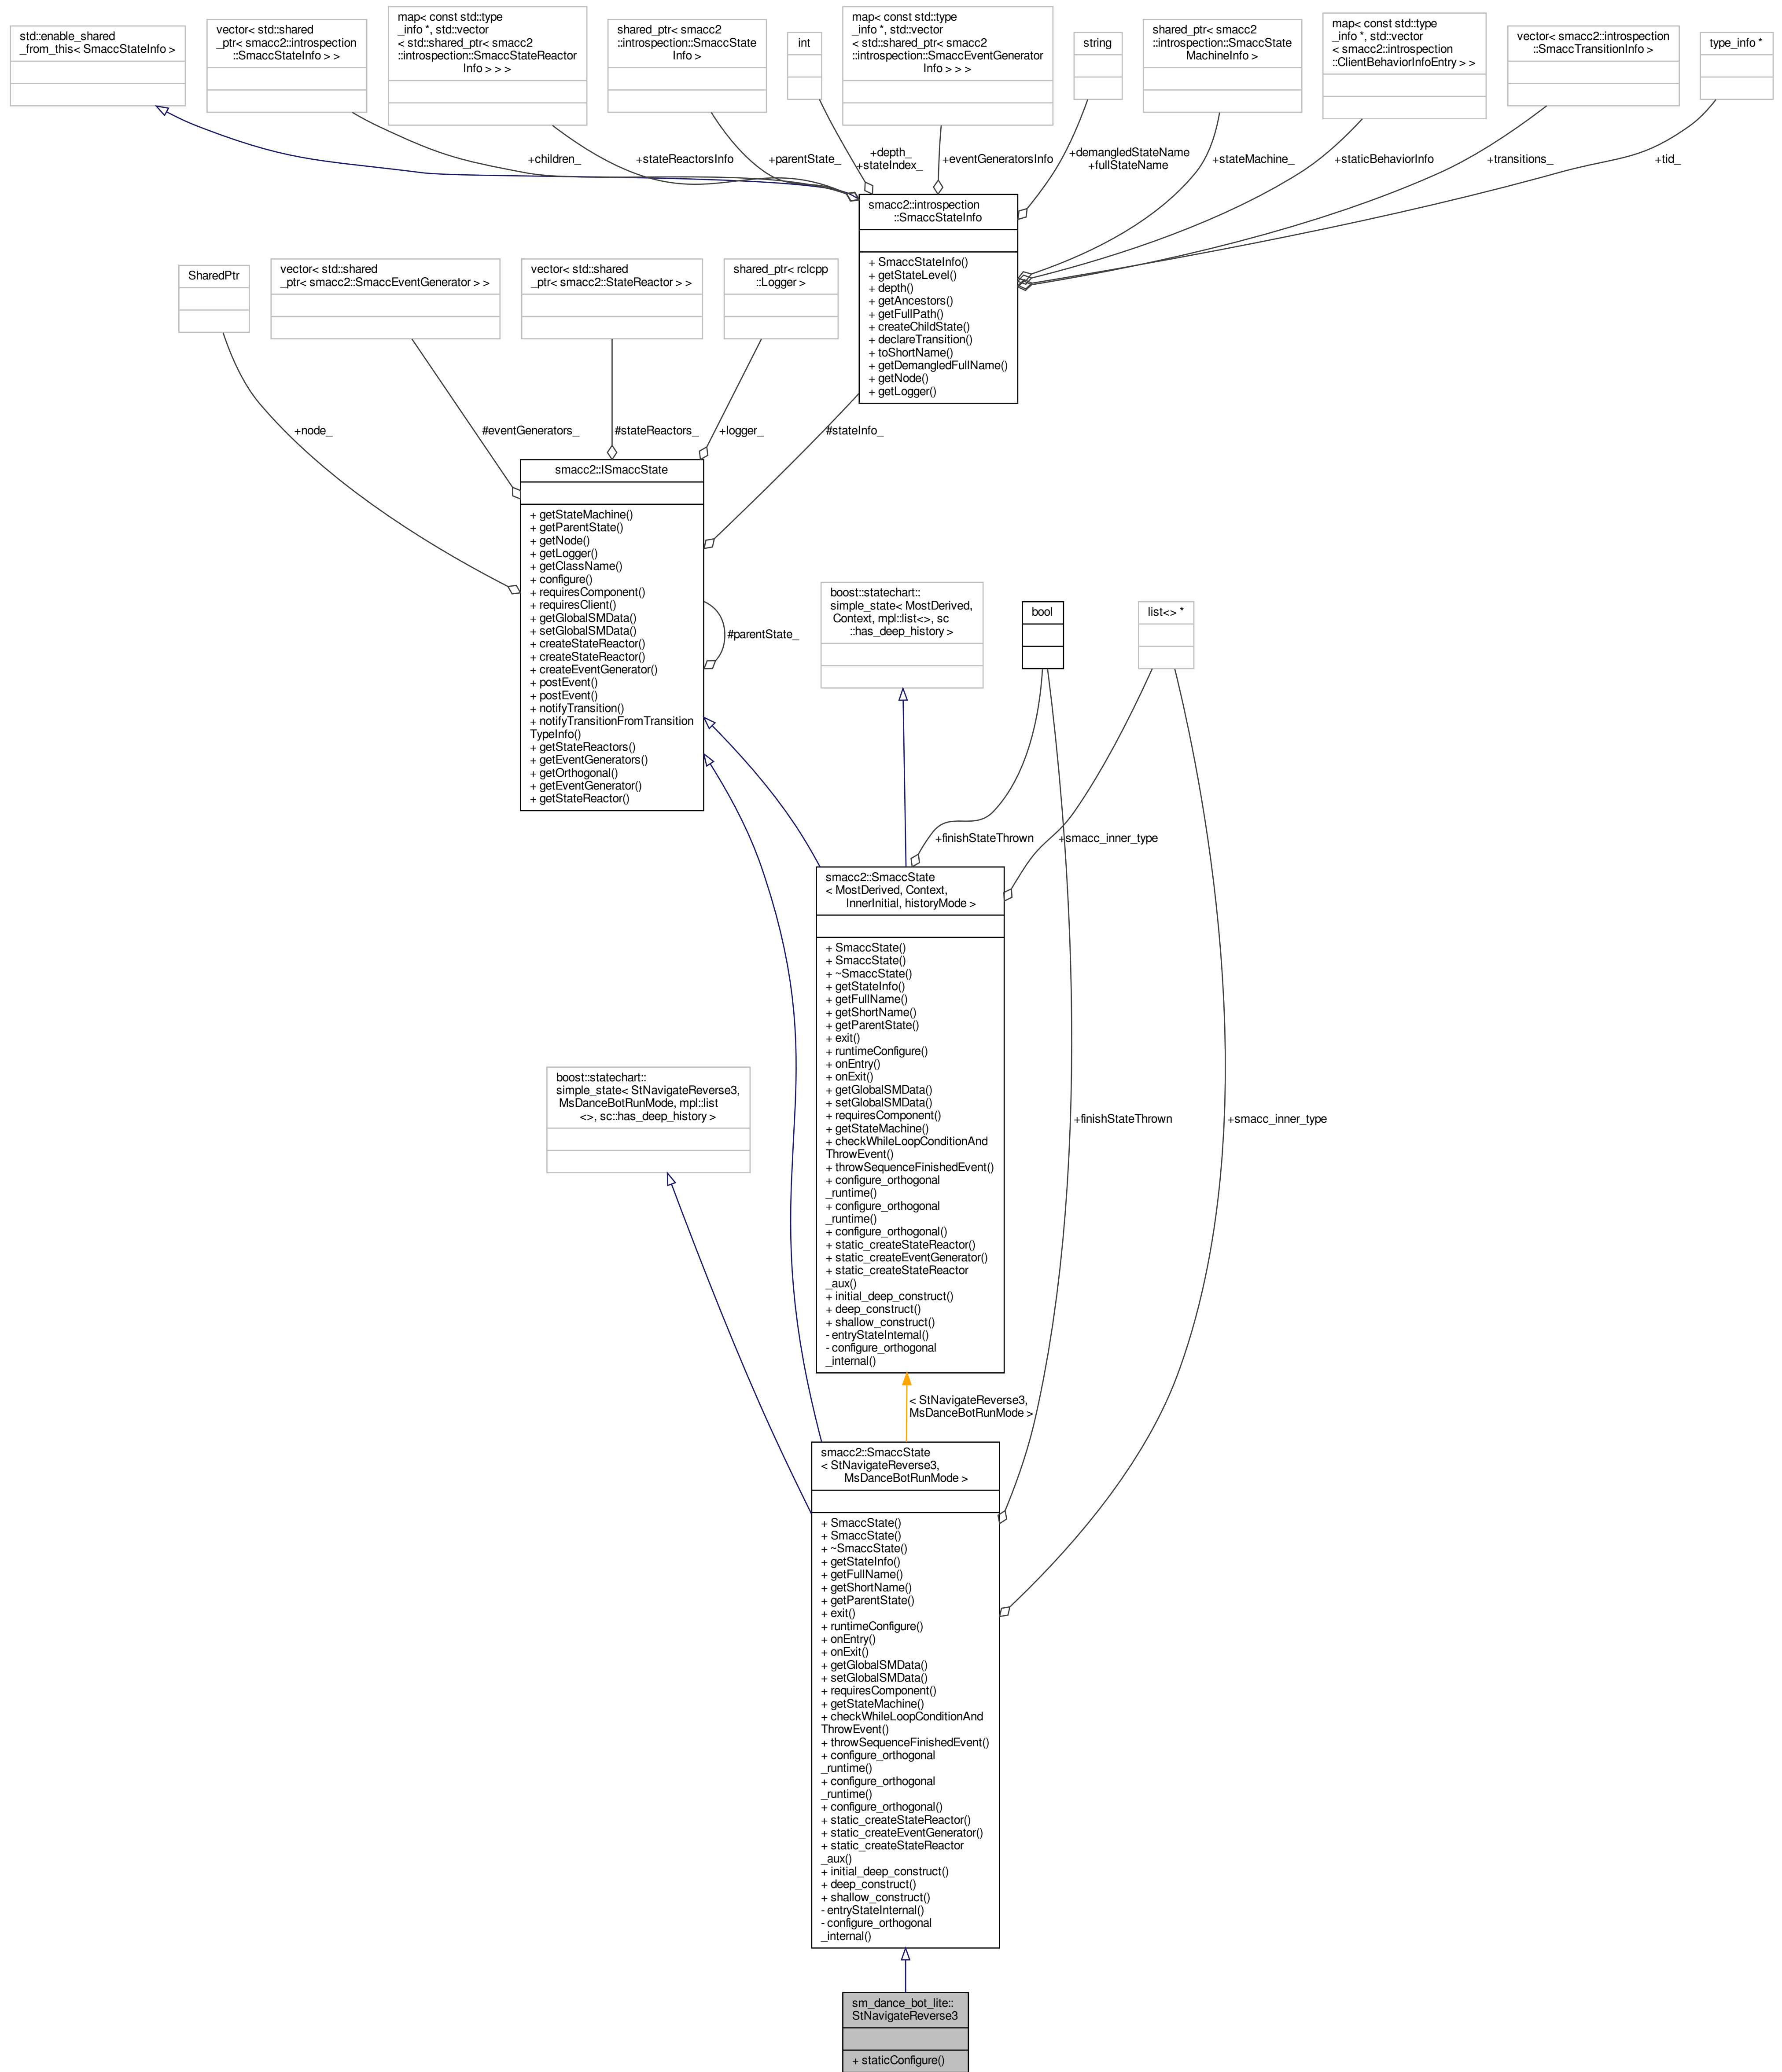 std::enable_shared
_from_this< SmaccStateInfo >
vector< std::shared
_ptr< smacc2::introspection
::SmaccStateInfo > >
map< const std::type
_info *, std::vector
< std::shared_ptr< smacc2
::introspection::SmaccStateReactor
Info > > >
shared_ptr< smacc2
::introspection::SmaccState
Info >
int
map< const std::type
_info *, std::vector
< std::shared_ptr< smacc2
::introspection::SmaccEventGenerator
Info > > >
string
shared_ptr< smacc2
::introspection::SmaccState
MachineInfo >
map< const std::type
_info *, std::vector
< smacc2::introspection
::ClientBehaviorInfoEntry > >
vector< smacc2::introspection
::SmaccTransitionInfo >
type_info *
+children_
+stateReactorsInfo
+parentState_
+depth_
+stateIndex_
+eventGeneratorsInfo
+demangledStateName
+fullStateName
+stateMachine_
+staticBehaviorInfo
+transitions_
+tid_
smacc2::introspection
::SmaccStateInfo
+ SmaccStateInfo()
+ getStateLevel()
+ depth()
+ getAncestors()
+ getFullPath()
+ createChildState()
+ declareTransition()
+ toShortName()
+ getDemangledFullName()
+ getNode()
+ getLogger()
SharedPtr
vector< std::shared
_ptr< smacc2::SmaccEventGenerator > >
vector< std::shared
_ptr< smacc2::StateReactor > >
shared_ptr< rclcpp
::Logger >
+node_
#eventGenerators_
#stateReactors_
+logger_
#stateInfo_
smacc2::ISmaccState
+ getStateMachine()
+ getParentState()
+ getNode()
+ getLogger()
+ getClassName()
+ configure()
+ requiresComponent()
+ requiresClient()
+ getGlobalSMData()
+ setGlobalSMData()
+ createStateReactor()
+ createStateReactor()
+ createEventGenerator()
+ postEvent()
+ postEvent()
+ notifyTransition()
+ notifyTransitionFromTransition
TypeInfo()
+ getStateReactors()
+ getEventGenerators()
+ getOrthogonal()
+ getEventGenerator()
+ getStateReactor()
#parentState_
boost::statechart::
simple_state< MostDerived,
Context, mpl::list<>, sc
::has_deep_history >
bool
list<> *
+finishStateThrown
+smacc_inner_type
smacc2::SmaccState
< MostDerived, Context,
InnerInitial, historyMode >
+ SmaccState()
+ SmaccState()
+ ~SmaccState()
+ getStateInfo()
+ getFullName()
+ getShortName()
+ getParentState()
+ exit()
+ runtimeConfigure()
+ onEntry()
+ onExit()
+ getGlobalSMData()
+ setGlobalSMData()
+ requiresComponent()
+ getStateMachine()
+ checkWhileLoopConditionAnd
ThrowEvent()
+ throwSequenceFinishedEvent()
+ configure_orthogonal
_runtime()
+ configure_orthogonal
_runtime()
+ configure_orthogonal()
+ static_createStateReactor()
+ static_createEventGenerator()
+ static_createStateReactor
_aux()
+ initial_deep_construct()
+ deep_construct()
+ shallow_construct()
- entryStateInternal()
- configure_orthogonal
_internal()
boost::statechart::
simple_state< StNavigateReverse3,
MsDanceBotRunMode, mpl::list
<>, sc::has_deep_history >
+finishStateThrown
+smacc_inner_type
< StNavigateReverse3,
MsDanceBotRunMode >
smacc2::SmaccState
< StNavigateReverse3,
MsDanceBotRunMode >
+ SmaccState()
+ SmaccState()
+ ~SmaccState()
+ getStateInfo()
+ getFullName()
+ getShortName()
+ getParentState()
+ exit()
+ runtimeConfigure()
+ onEntry()
+ onExit()
+ getGlobalSMData()
+ setGlobalSMData()
+ requiresComponent()
+ getStateMachine()
+ checkWhileLoopConditionAnd
ThrowEvent()
+ throwSequenceFinishedEvent()
+ configure_orthogonal
_runtime()
+ configure_orthogonal
_runtime()
+ configure_orthogonal()
+ static_createStateReactor()
+ static_createEventGenerator()
+ static_createStateReactor
_aux()
+ initial_deep_construct()
+ deep_construct()
+ shallow_construct()
- entryStateInternal()
- configure_orthogonal
_internal()
sm_dance_bot_lite::
StNavigateReverse3
+ staticConfigure()